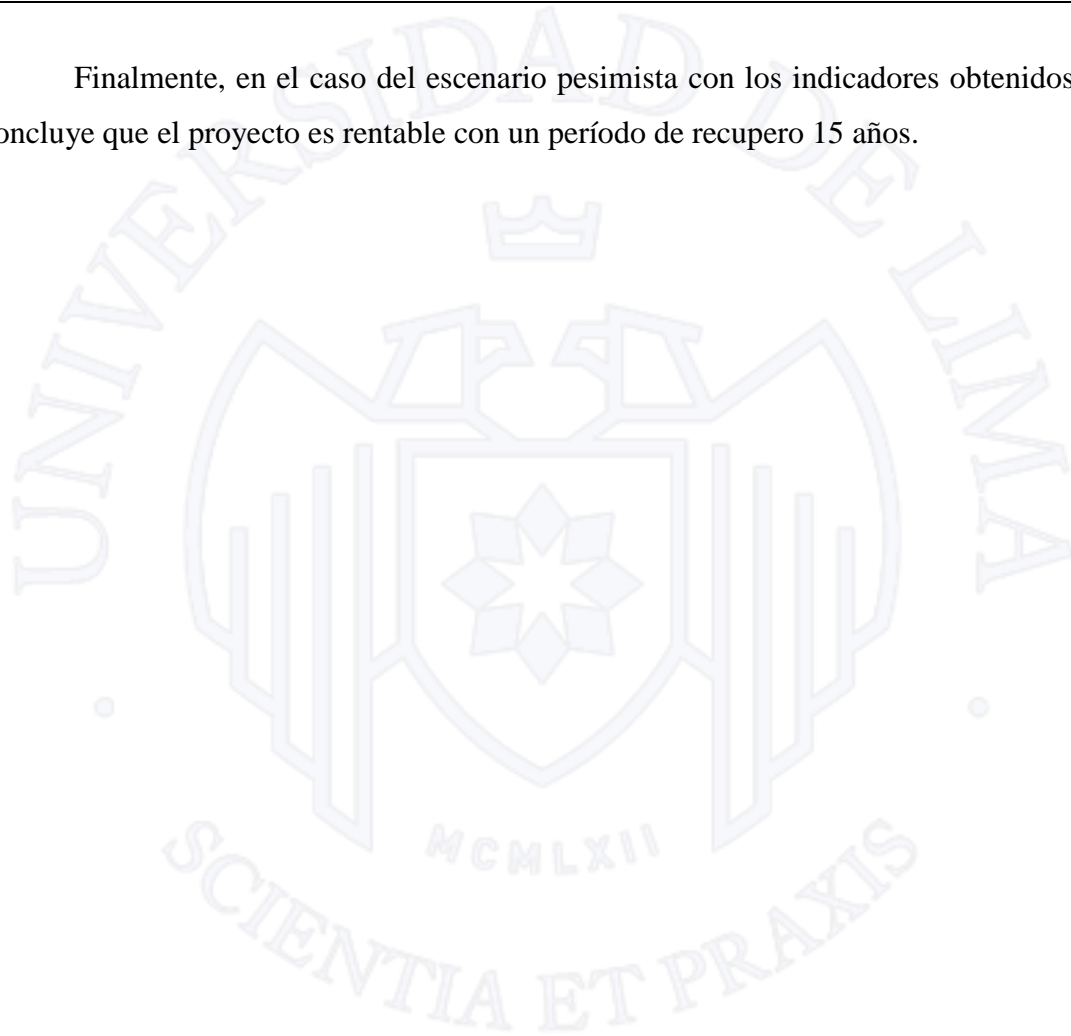 Finalmente, en el caso del escenario pesimista con los indicadores obtenidos
oncluye que el proyecto es rentable con un período de recupero 15 años.
UNIVERSIDAD DE LIMA
MCMLXII
SCIENTIA ET PRAXIS